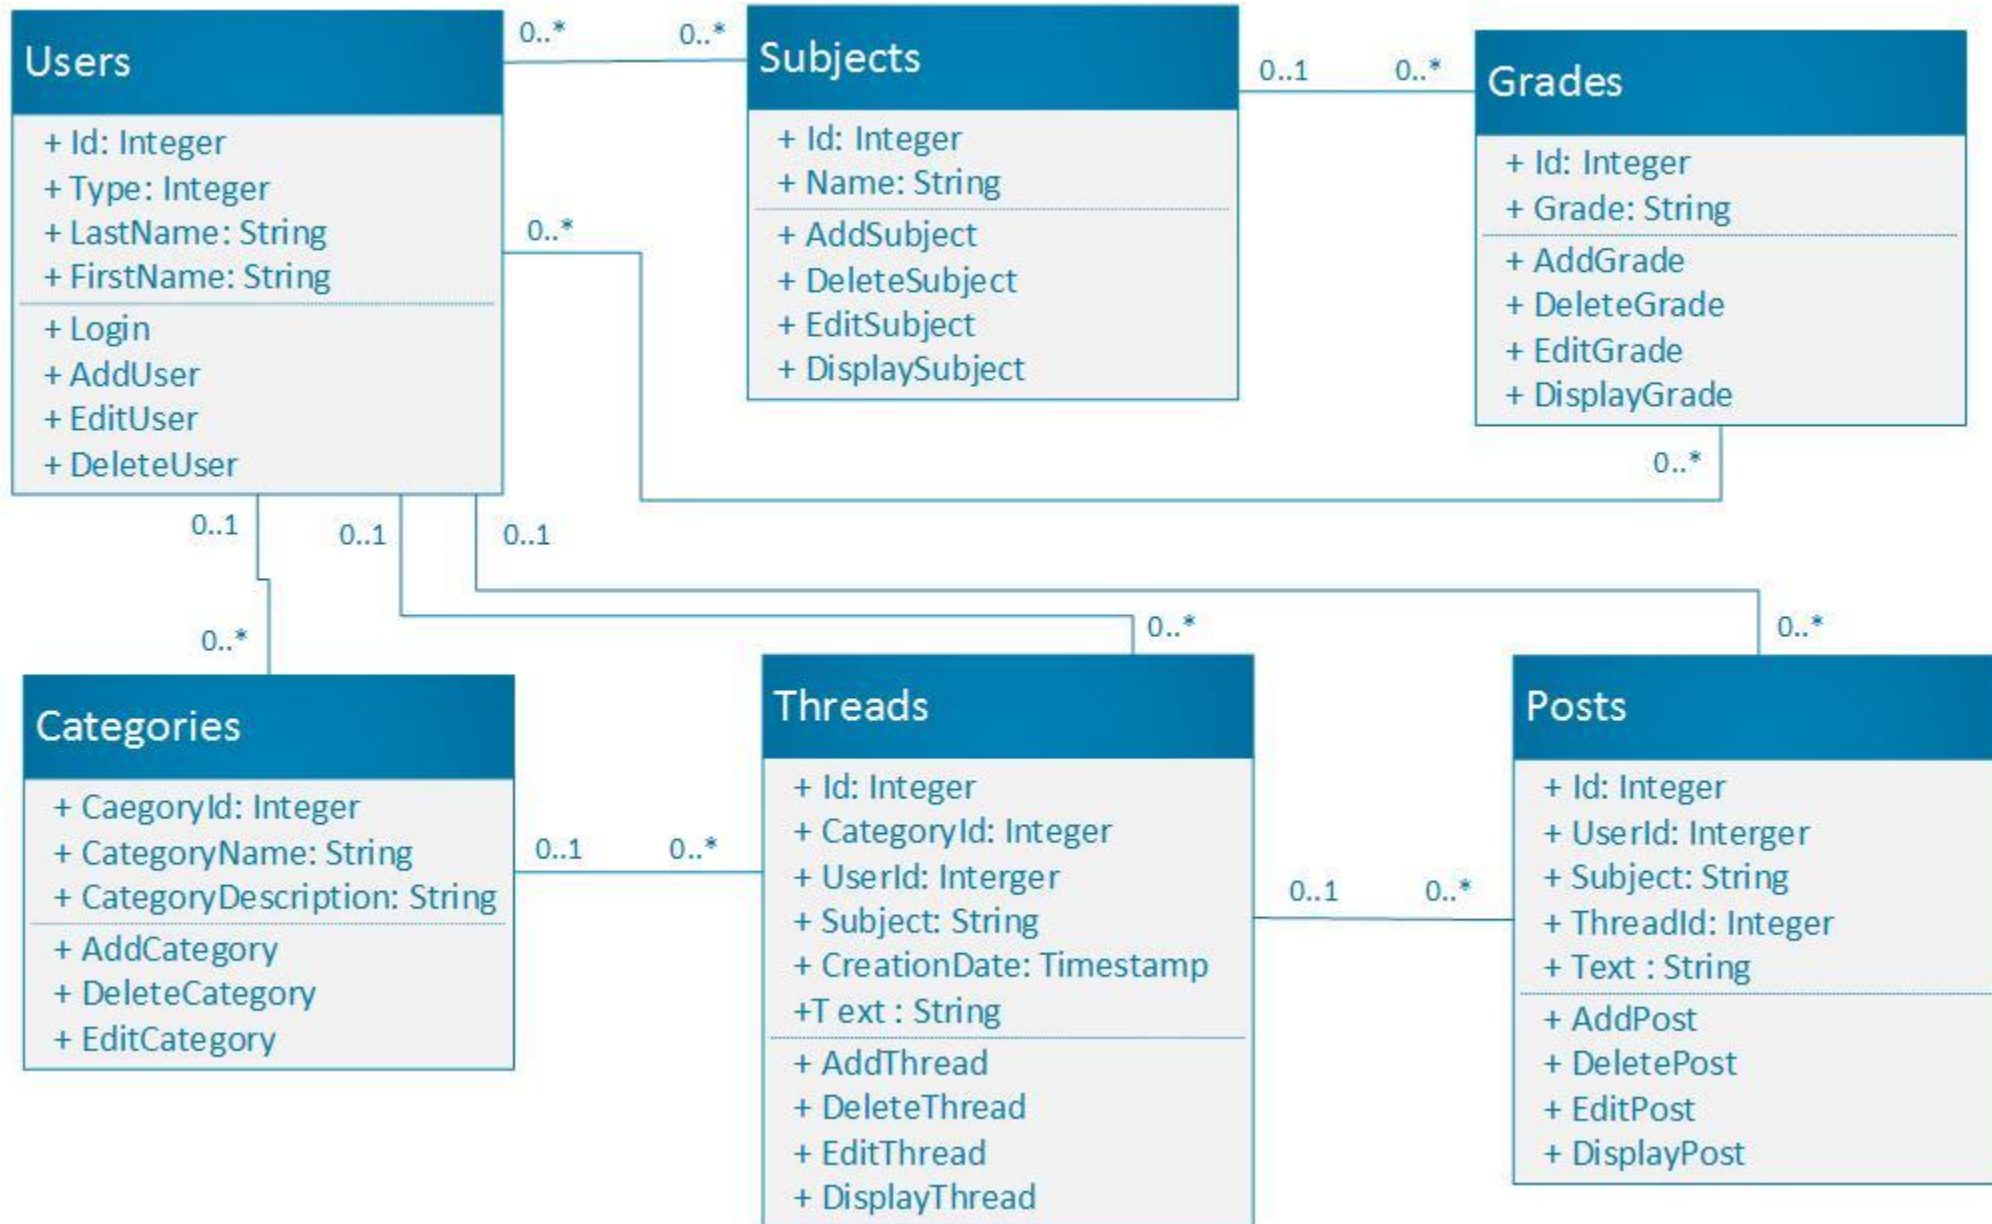 Users
+ Id: Integer
+ Type: Integer
+ LastName: String
+ FirstName: String
+ Login
+ AddUser
+ EditUser
+ DeleteUser
0..*
0..*
Subjects
+ Id: Integer
+ Name: String
+ AddSubject
+ DeleteSubject
+ EditSubject
+ DisplaySubject
0..1
0..*
Grades
+ Id: Integer
+ Grade: String
+ AddGrade
+ DeleteGrade
+ EditGrade
+ DisplayGrade
0..*
0..*
0..1
0..1
0..1
0..*
0..*
0..*
Categories
+ CaegoryId: Integer
+ CategoryName: String
+ CategoryDescription: String
+ AddCategory
+ DeleteCategory
+ EditCategory
0..1
0..*
Threads
+ Id: Integer
+ CategoryId: Integer
+ UserId: Interger
+ Subject: String
+ CreationDate: Timestamp
+T ext : String
+ AddThread
+ DeleteThread
+ EditThread
+ DisplayThread
0..1
0..*
Posts
+ Id: Integer
+ UserId: Interger
+ Subject: String
+ ThreadId: Integer
+ Text : String
+ AddPost
+ DeletePost
+ EditPost
+ DisplayPost